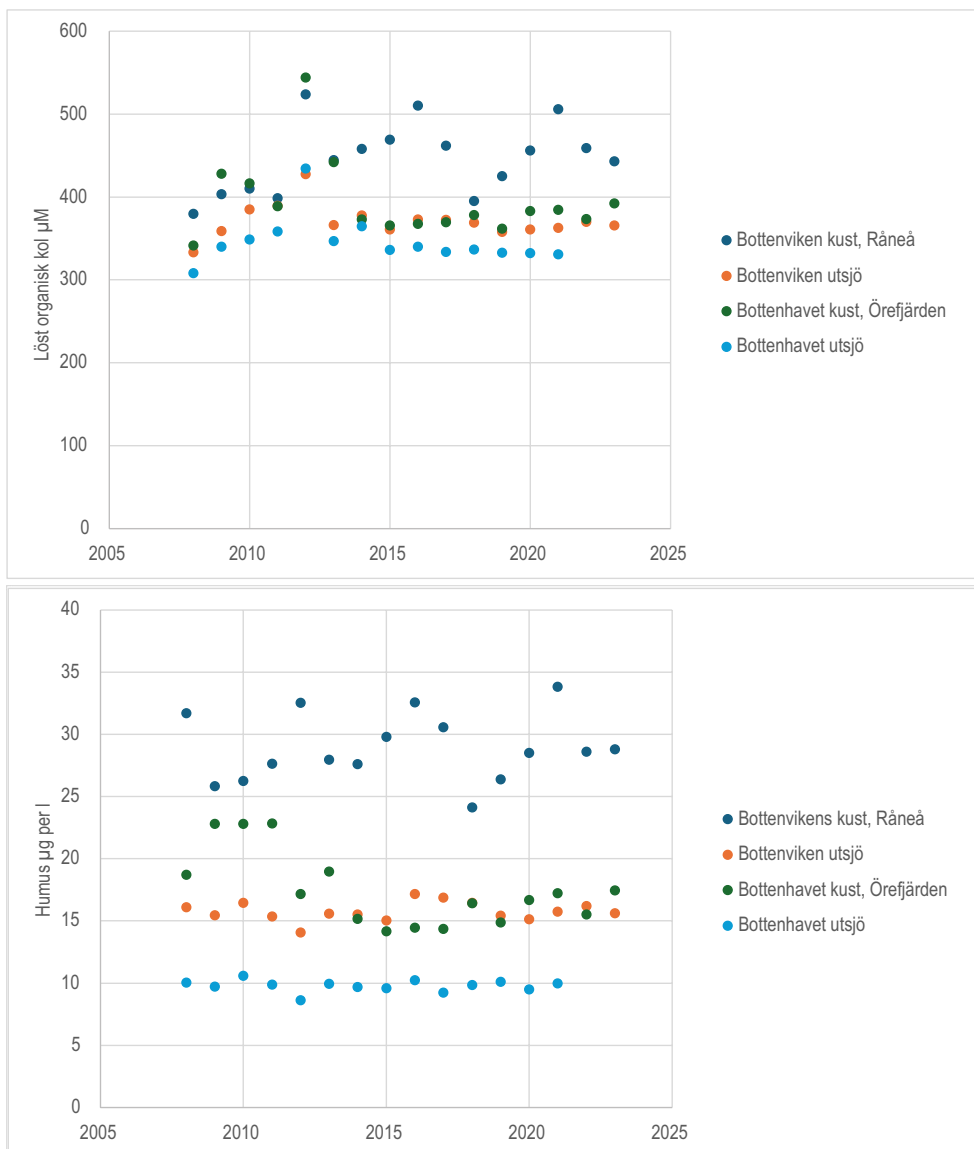 600
500
400
300
200
100
0
Löst organisk kol µM
2005 2010 2015 2020 2025
Bottenviken kust, Råneå
Bottenviken utsjö
Bottenhavet kust, Örefjärden
Bottenhavet utsjö
40
35
30
25
20
15
10
5
0
Humus µg per l
2005 2010 2015 2020 2025
Bottenvikens kust, Råneå
Bottenviken utsjö
Bottenhavet kust, Örefjärden
Bottenhavet utsjö